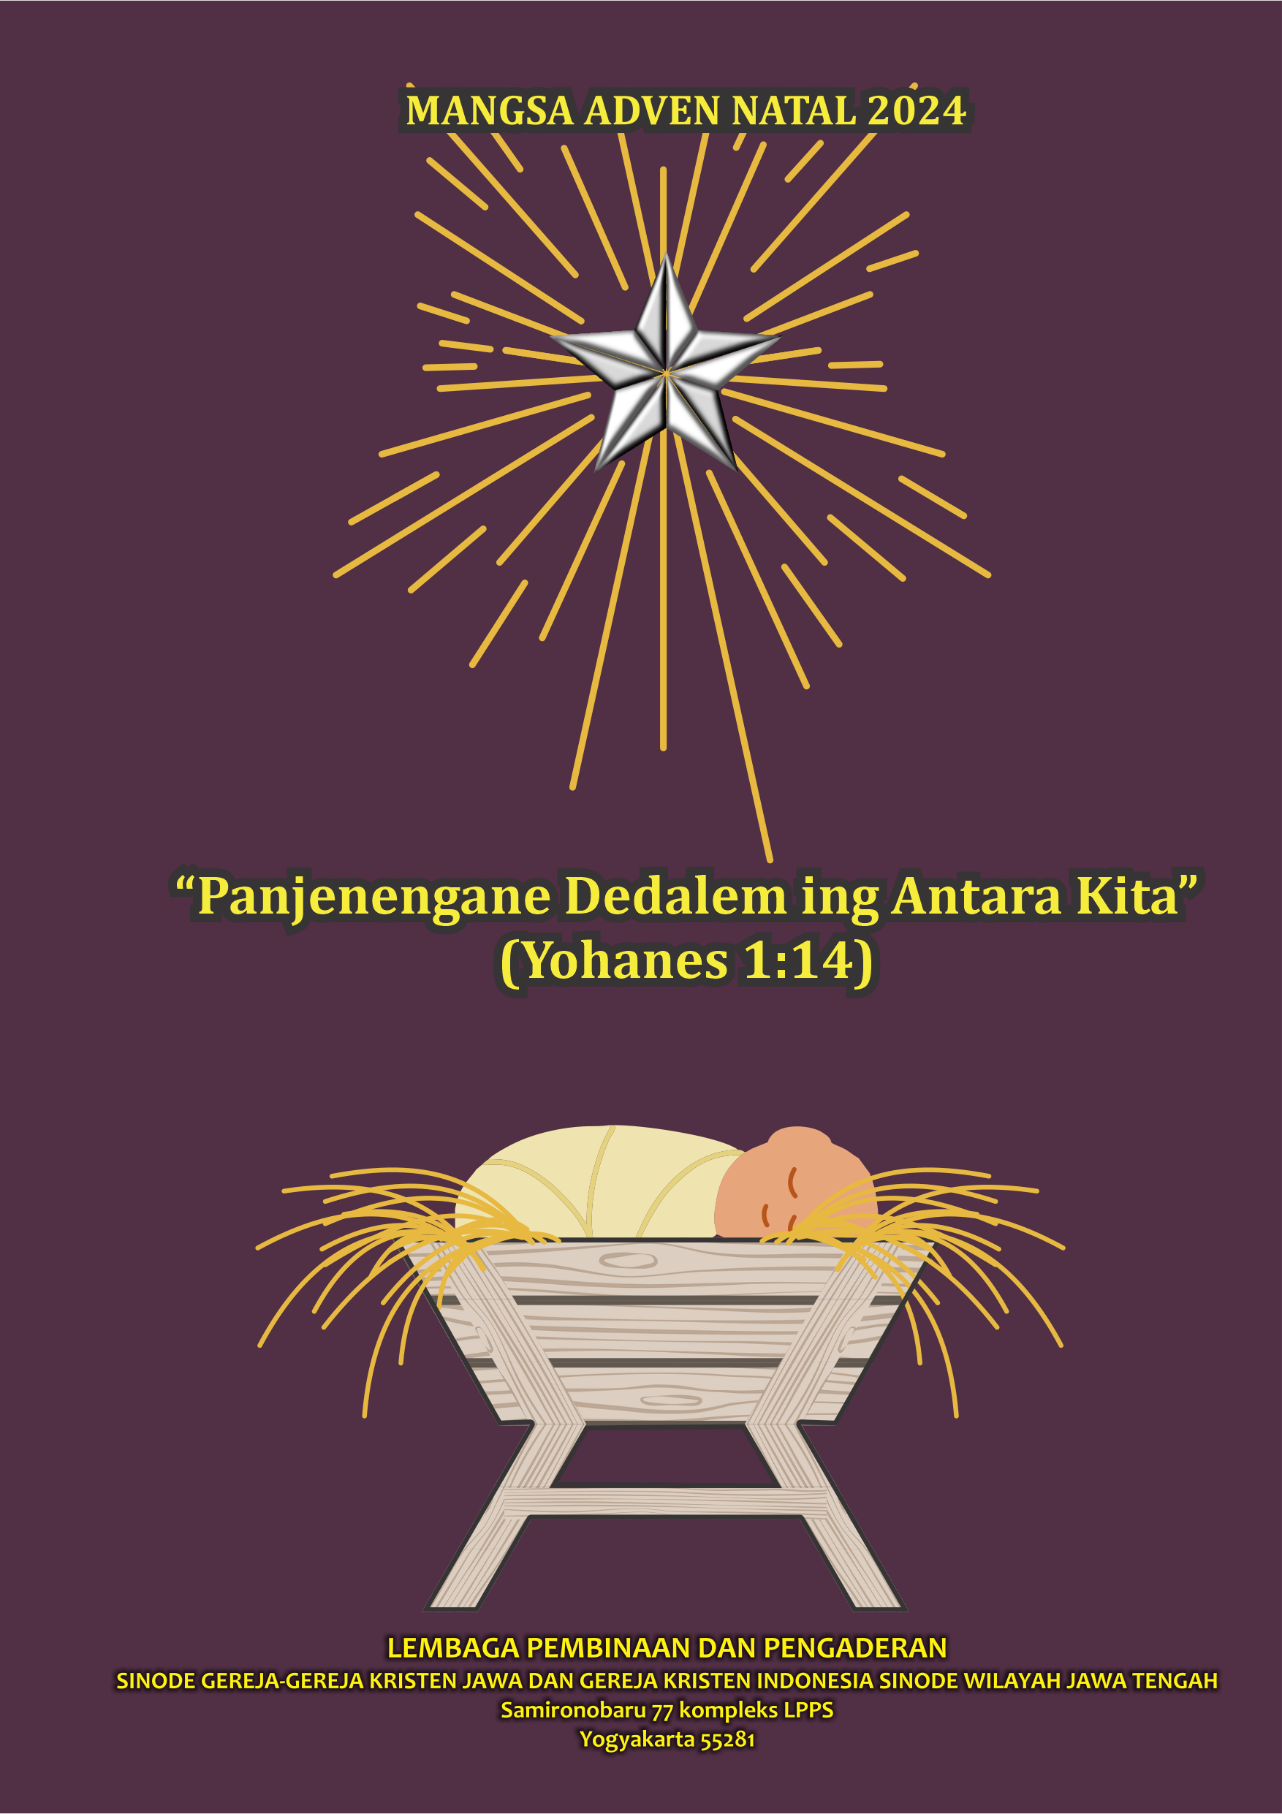 MANGSA ADVEN NATAL 2024
“Panjenengane Dedalem ing Antara Kita”
(Yohanes 1:14)
LEMBAGA PEMBINAAN DAN PENGADERAN
SINODE GEREJA-GEREJA KRISTEN JAWA DAN GEREJA KRISTEN INDONESIA SINODE WILAYAH JAWA TENGAH
Samironobaru 77 kompleks LPPS
Yogyakarta 55281